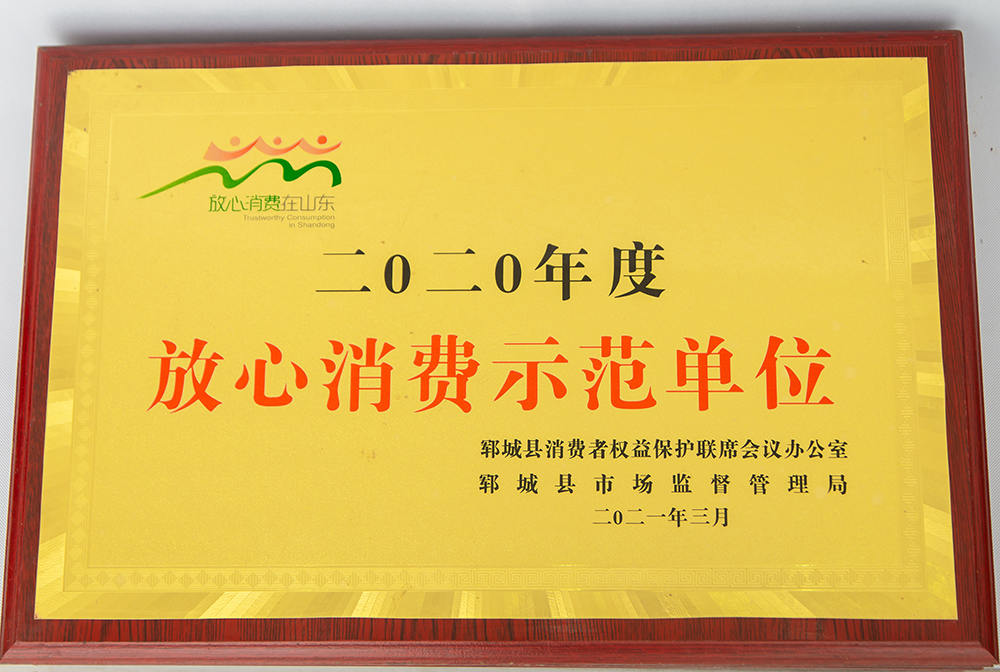 放心消费在山东
Trustworthy Consumption
in Shandong
二0二0年度
放心消费示范单位
郓城县消费者权益保护联席会议办公室
郓城县市场监督管理局
二0二一年三月